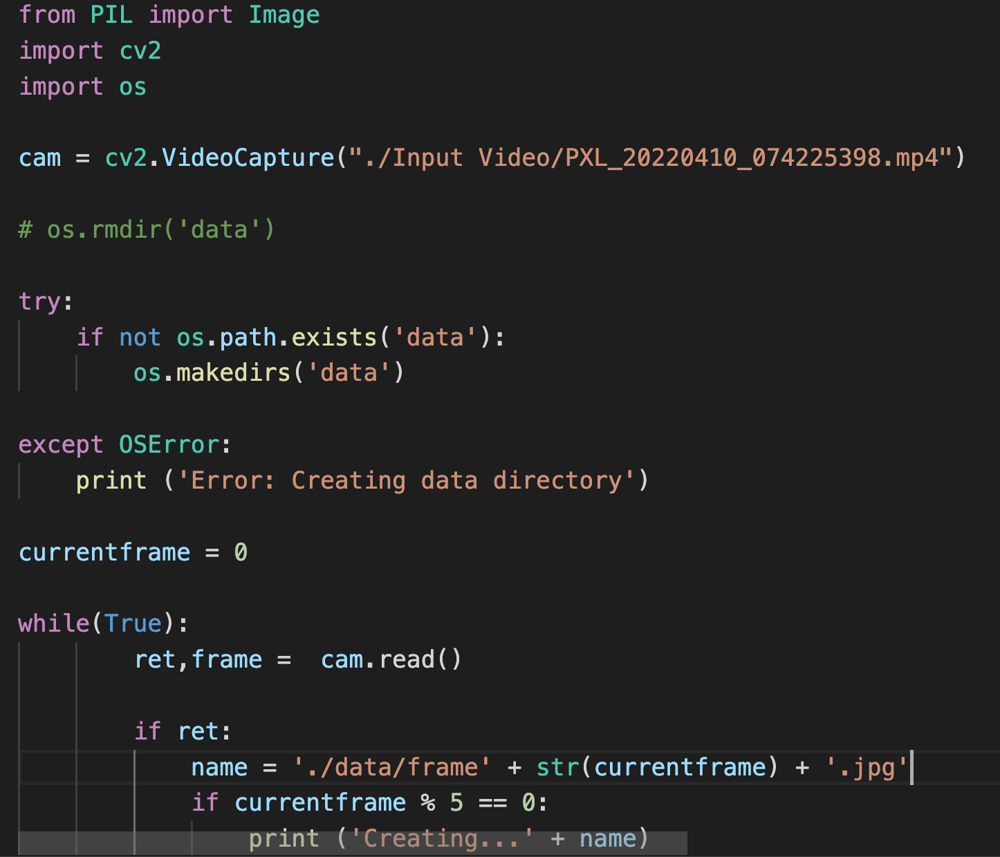 from PIL import Image
import cv2
import os
cam = cv2.VideoCapture("./Input Video/PXL_20220410_074225398.mp4")
# os.rmdir('data')
try:
    if not os.path.exists('data'):
        os.makedirs('data')
except OSError:
    print ('Error: Creating data directory')
currentframe = 0
while(True):
        ret,frame =  cam.read()
        if ret:
            name = './data/frame' + str(currentframe) + '.jpg'
            if currentframe % 5 == 0:
                print ('Creating...' + name)